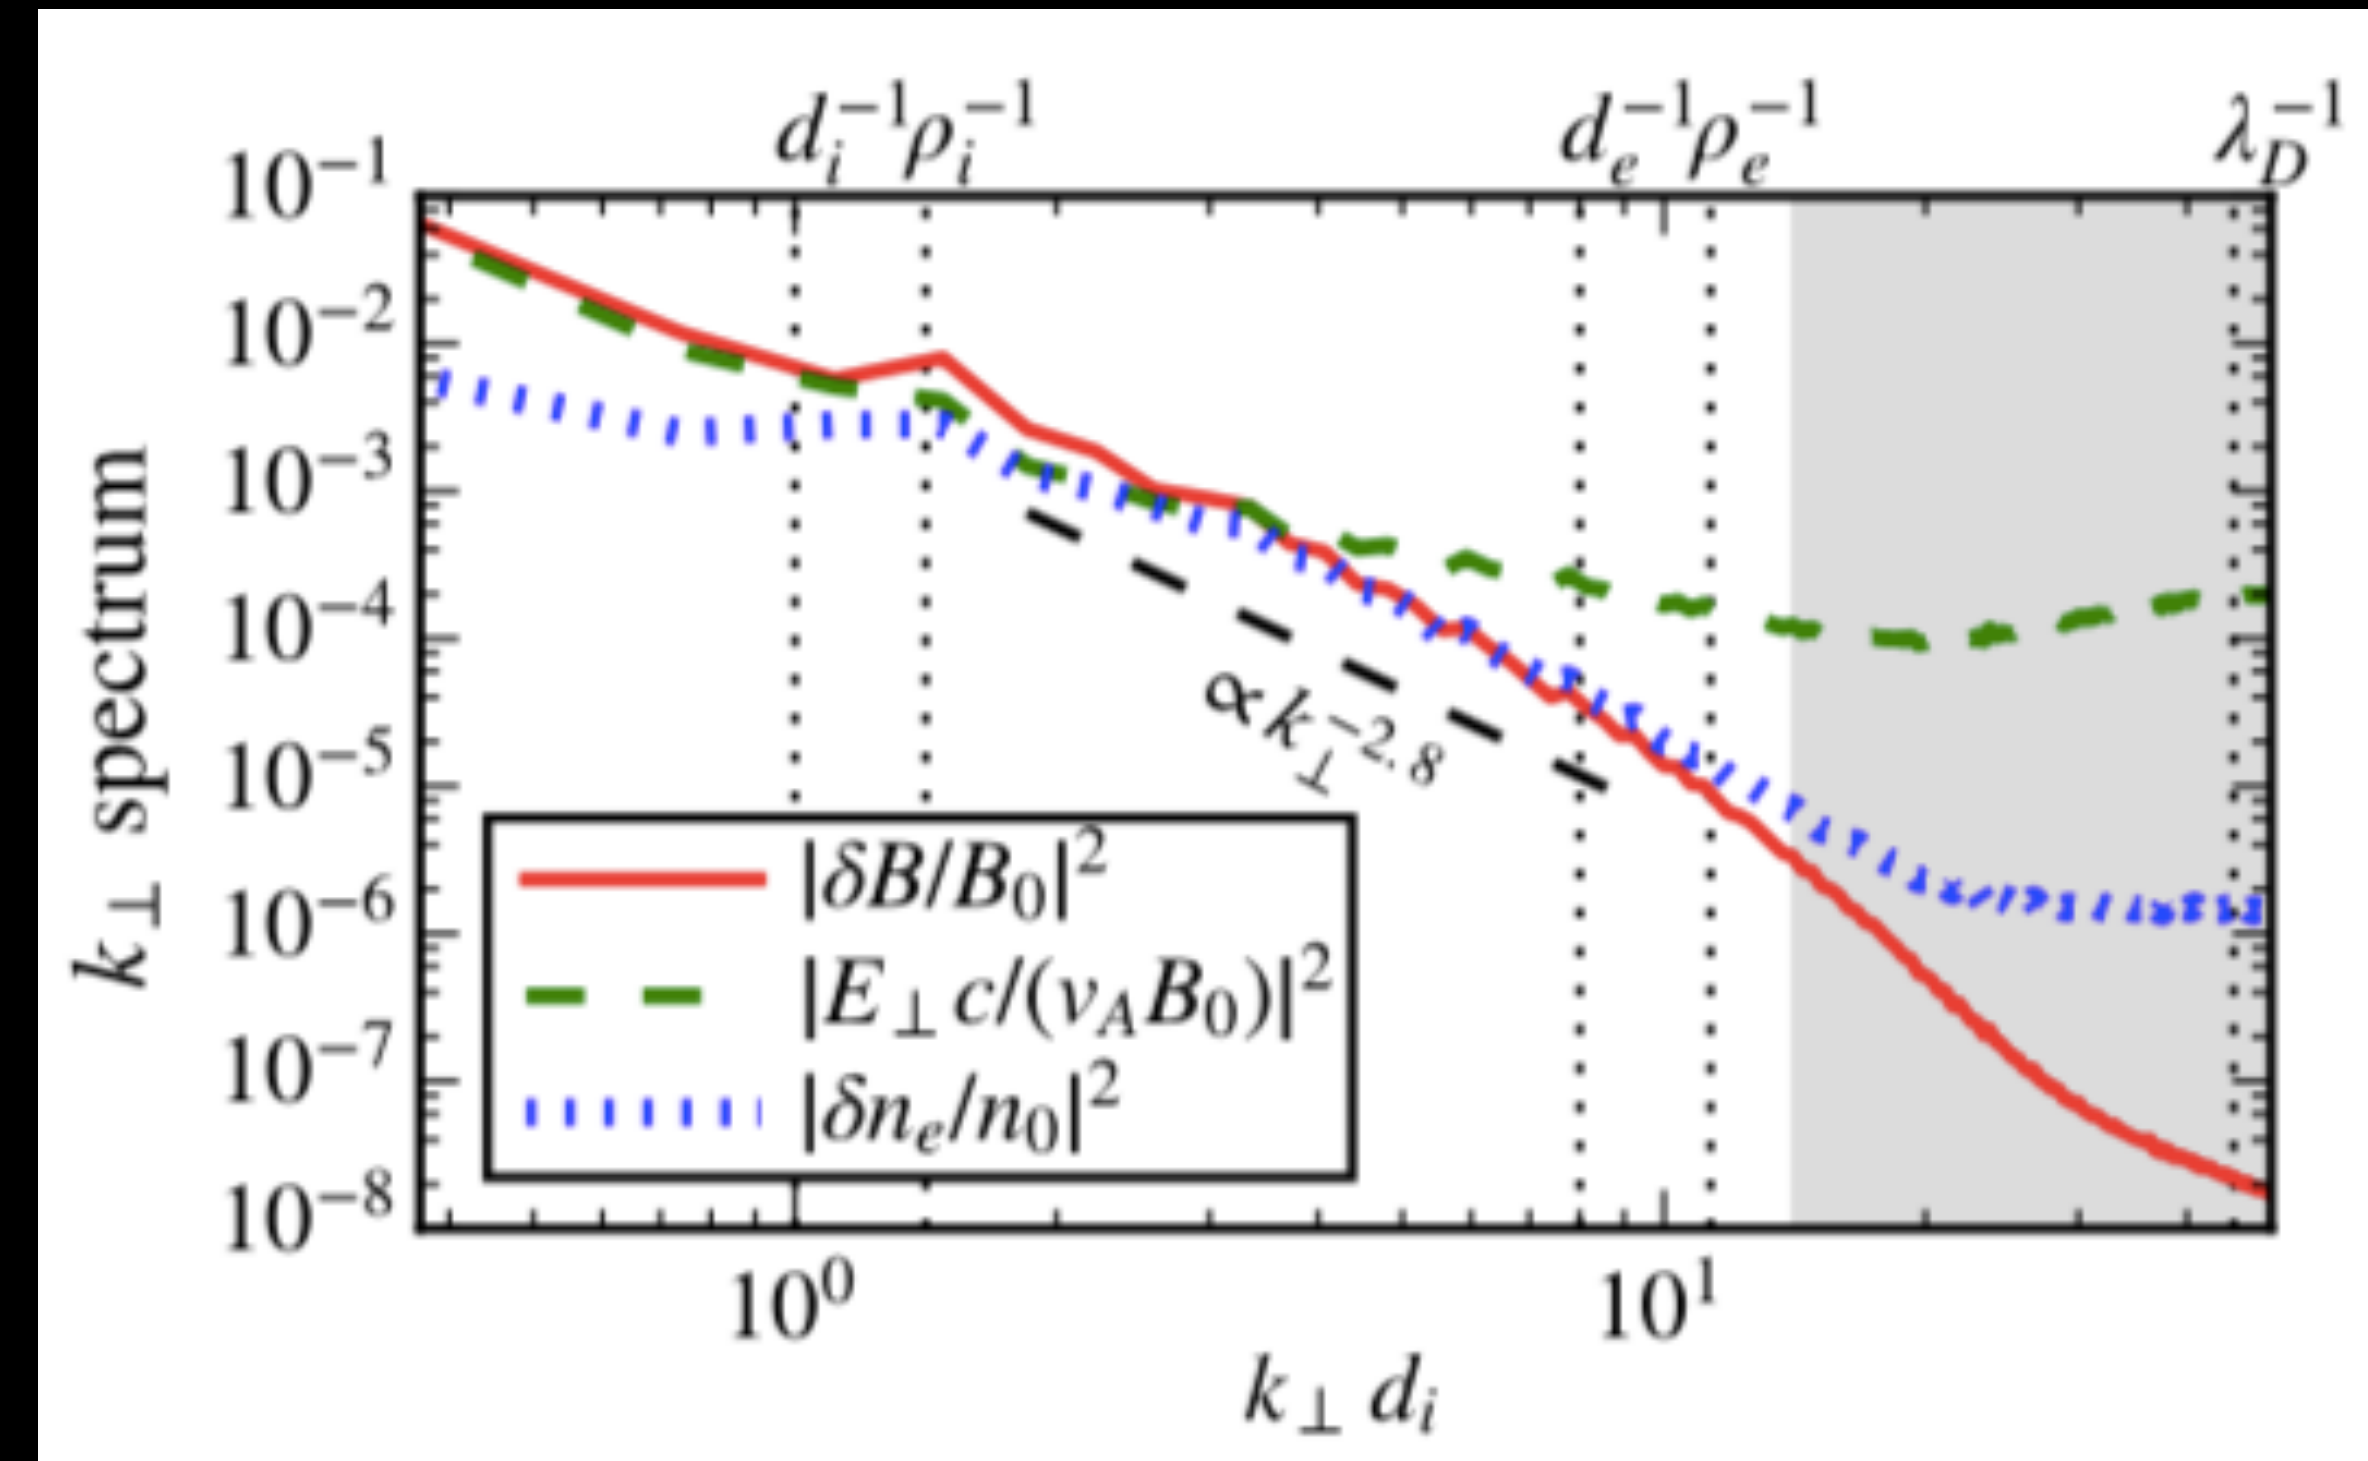 d_i^{-1} ρ_i^{-1} d_e^{-1} ρ_e^{-1} λ_D^{-1}
10^{-1}
10^{-2}
10^{-3}
10^{-4}
10^{-5}
10^{-6}
10^{-7}
10^{-8}
k_⊥ spectrum
∝k_⊥^{-2.8}
|δB/B_0|^2
|E_⊥c/(v_A B_0)|^2
|δn_e/n_0|^2
10^0 10^1
k_⊥ d_i